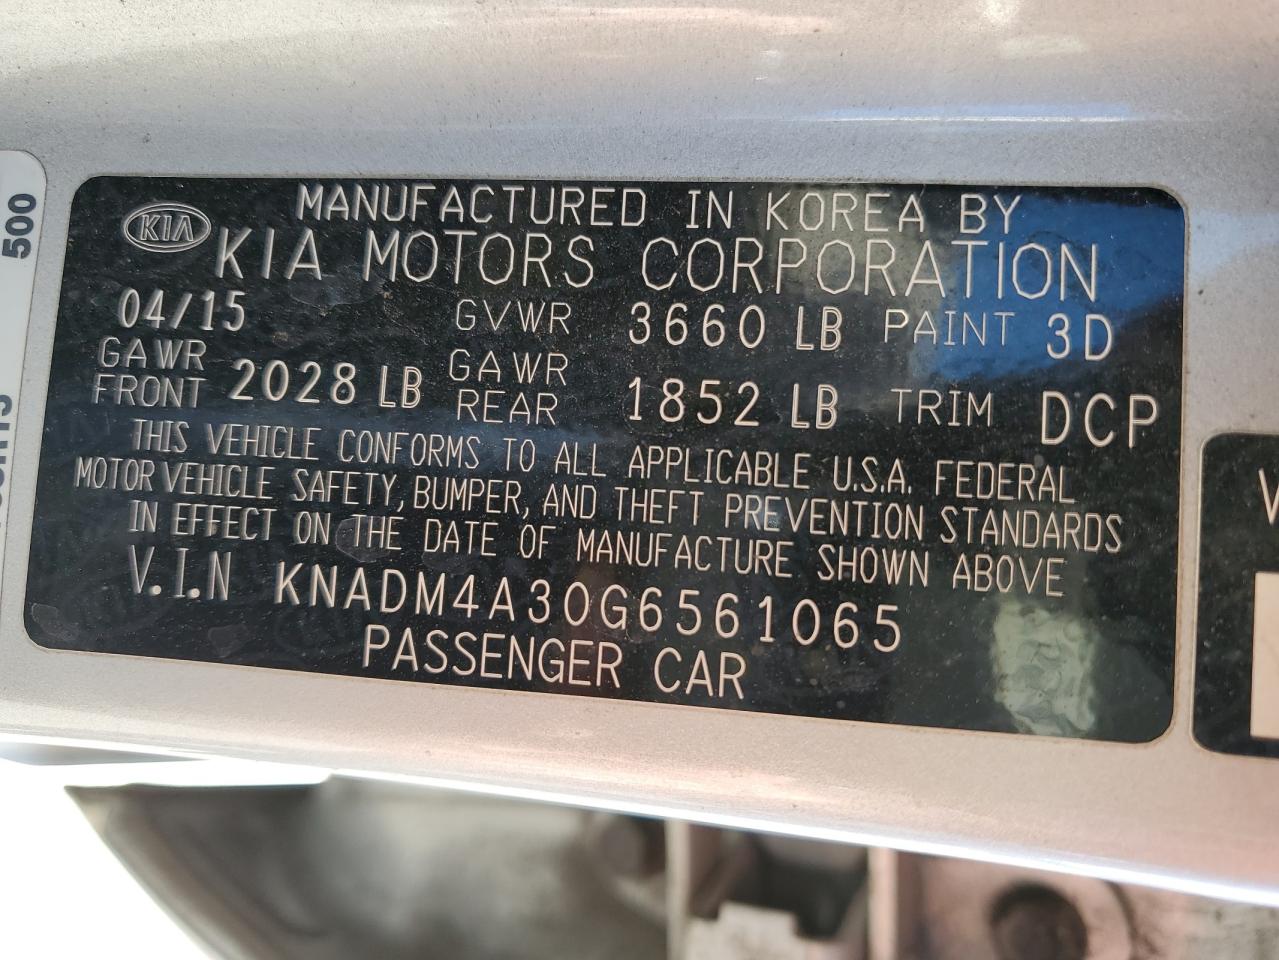 KIA
MANUFACTURED IN KOREA BY
KIA MOTORS CORPORATION
04/15 GVWR 3660 LB PAINT 3D
GAWR FRONT 2028 LB GAWR REAR 1852 LB TRIM DCP
THIS VEHICLE CONFORMS TO ALL APPLICABLE U.S.A. FEDERAL
MOTOR VEHICLE SAFETY, BUMPER, AND THEFT PREVENTION STANDARDS
IN EFFECT ON THE DATE OF MANUFACTURE SHOWN ABOVE
V.I.N KNADM4A30G6561065
PASSENGER CAR
500